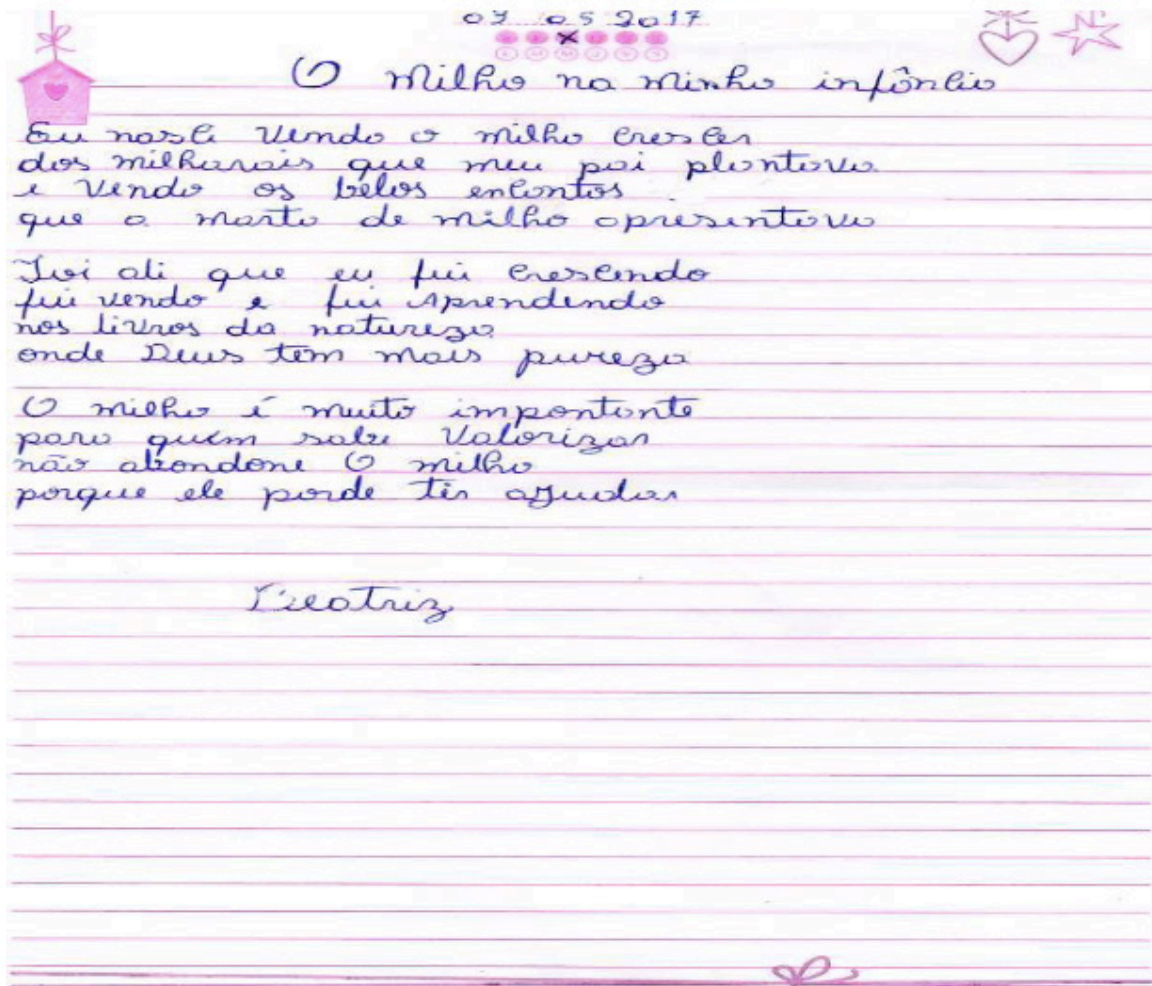 07 05 2017
O milho na minha infância
Eu nasci vendo o milho crescer
dos milharais que meu pai plantava
e vendo os belos encantos
que a marta de milho apresentava
Foi ali que eu fui crescendo
fui vendo e fui aprendendo
nos livros da natureza
onde Deus tem mais pureza
O milho é muito importante
para quem sabe valorizar
não abandone o milho
porque ele porde ter ajudar
Beatriz